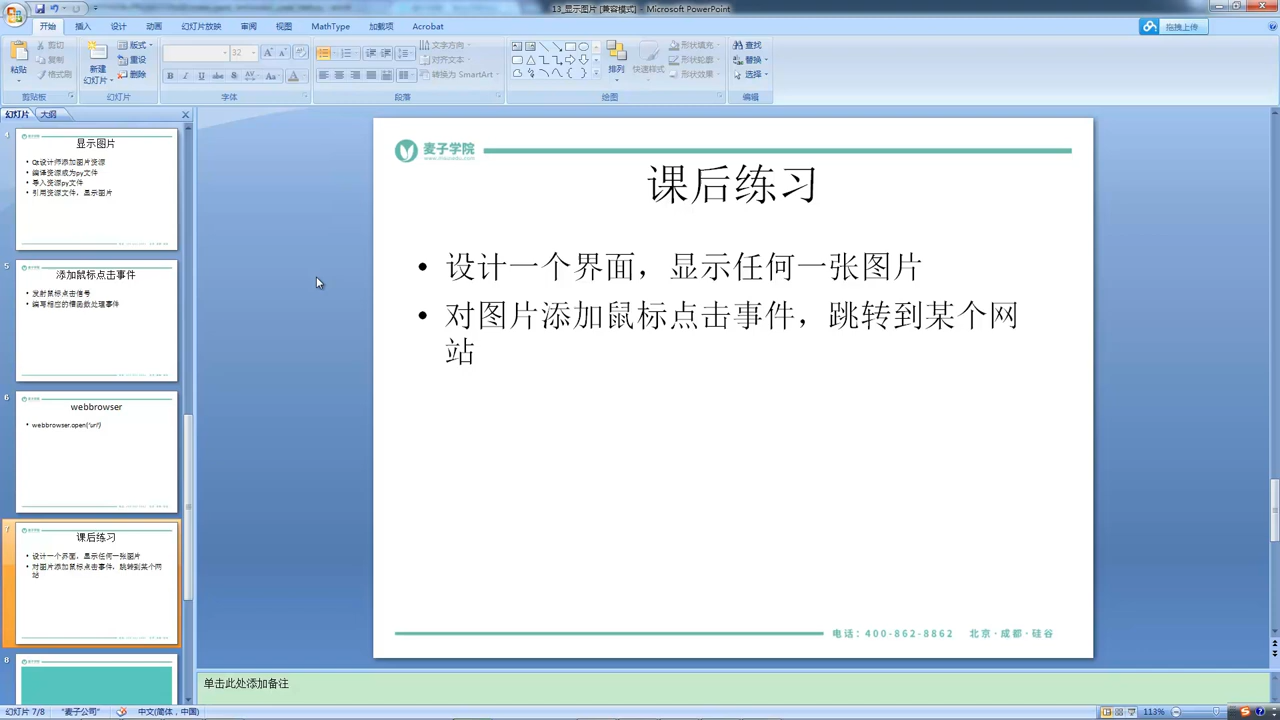 13_显示图片 [兼容模式] - Microsoft PowerPoint
开始 插入 设计 动画 幻灯片放映 审阅 视图 MathType 加载项 Acrobat
拖拽上传
剪切 版式 32 文字方向 形状填充 查找
复制 重设 对齐文本 形状轮廓 替换
粘贴 格式刷 新建 幻灯片 删除 转换为 SmartArt 排列 快速样式 形状效果 选择
剪贴板 幻灯片 字体 段落 绘图 编辑
幻灯片 大纲
4
显示图片
Qt设计师添加图片资源
编译资源成为py文件
导入资源py文件
引用资源文件，显示图片
5
添加鼠标点击事件
发射鼠标点击信号
编写相应的槽函数处理事件
6
webbrowser
webbrowser.open('url')
7
课后练习
设计一个界面，显示任何一张图片
对图片添加鼠标点击事件，跳转到某个网
站
8
麦子学院
www.maiziedu.com
课后练习
• 设计一个界面，显示任何一张图片
• 对图片添加鼠标点击事件，跳转到某个网
站
电话：400-862-8862 北京·成都·硅谷
单击此处添加备注
幻灯片 7/8 "麦子公司" 中文(简体，中国) 113%